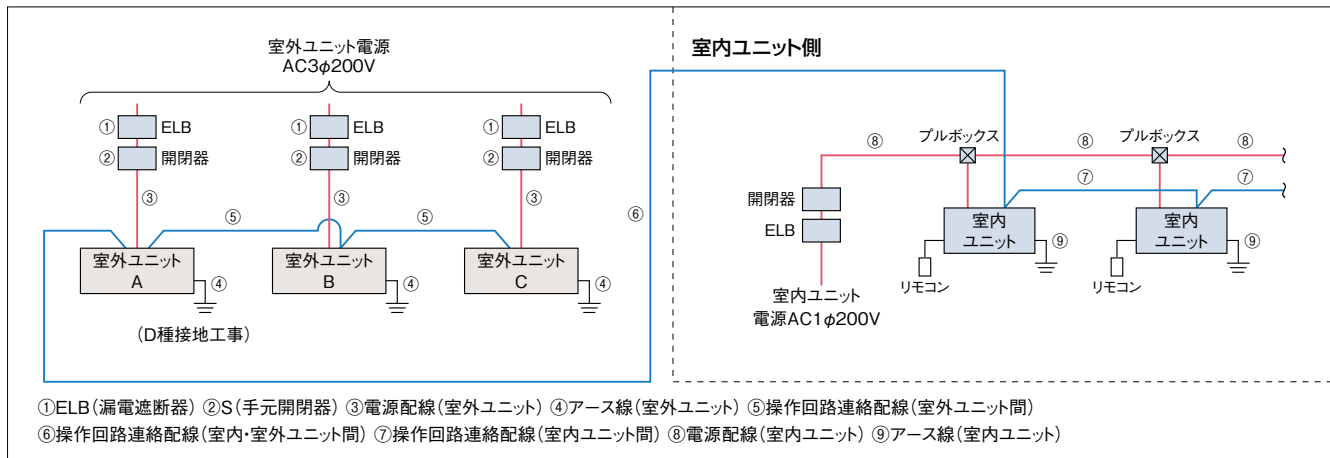 室外ユニット電源
AC3φ200V
① ELB
② 開閉器
③
① ELB
② 開閉器
③
① ELB
② 開閉器
③
⑤
⑤
⑥
室外ユニット
A
④
室外ユニット
B
④
室外ユニット
C
④
(D種接地工事)
室内ユニット側
⑧
プルボックス
⑧
プルボックス
⑧
⑦
⑦
開閉器
ELB
室内ユニット
電源AC1φ200V
室内
ユニット
⑨
リモコン
室内
ユニット
⑨
リモコン
①ELB(漏電遮断器) ②S(手元開閉器) ③電源配線(室外ユニット) ④アース線(室外ユニット) ⑤操作回路連絡配線(室外ユニット間)
⑥操作回路連絡配線(室内・室外ユニット間) ⑦操作回路連絡配線(室内ユニット間) ⑧電源配線(室内ユニット) ⑨アース線(室内ユニット)